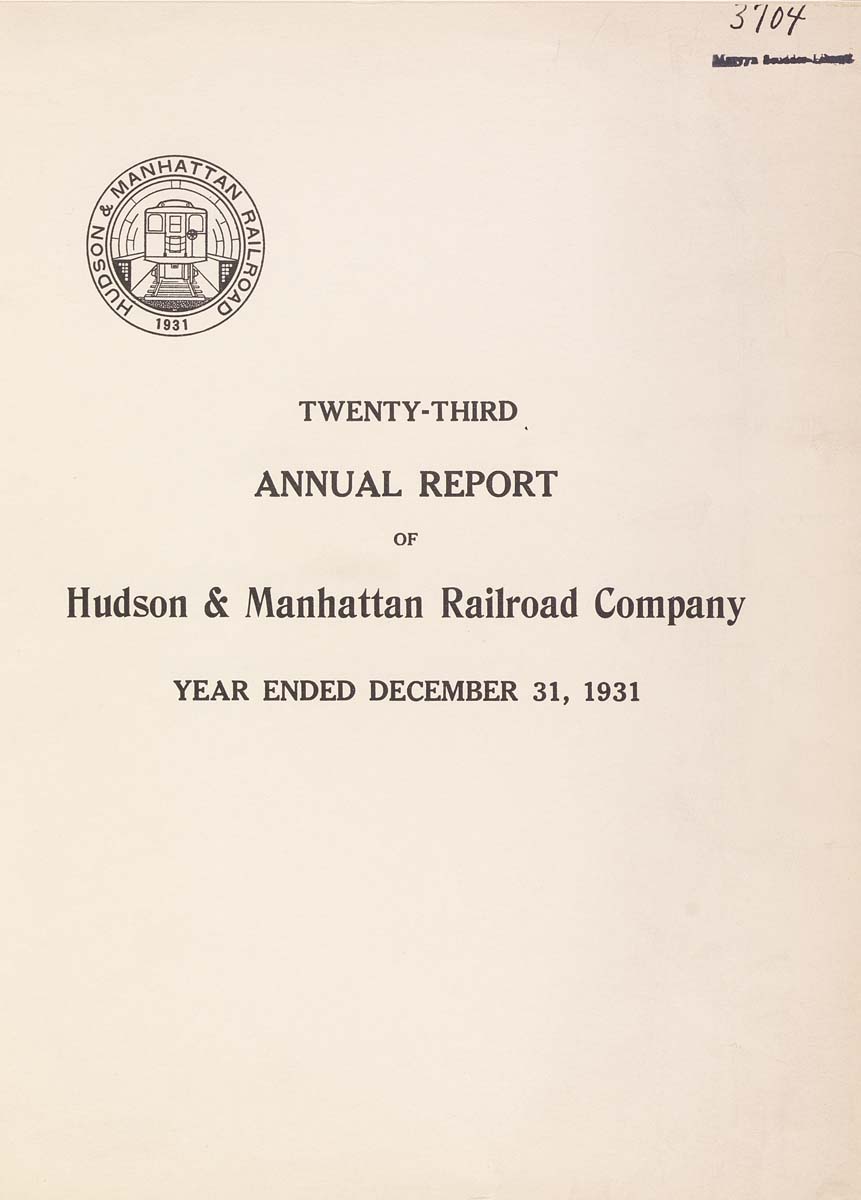 3704
HUDSON & MANHATTAN RAILROAD
1931
TWENTY-THIRD
ANNUAL REPORT
OF
Hudson & Manhattan Railroad Company
YEAR ENDED DECEMBER 31, 1931